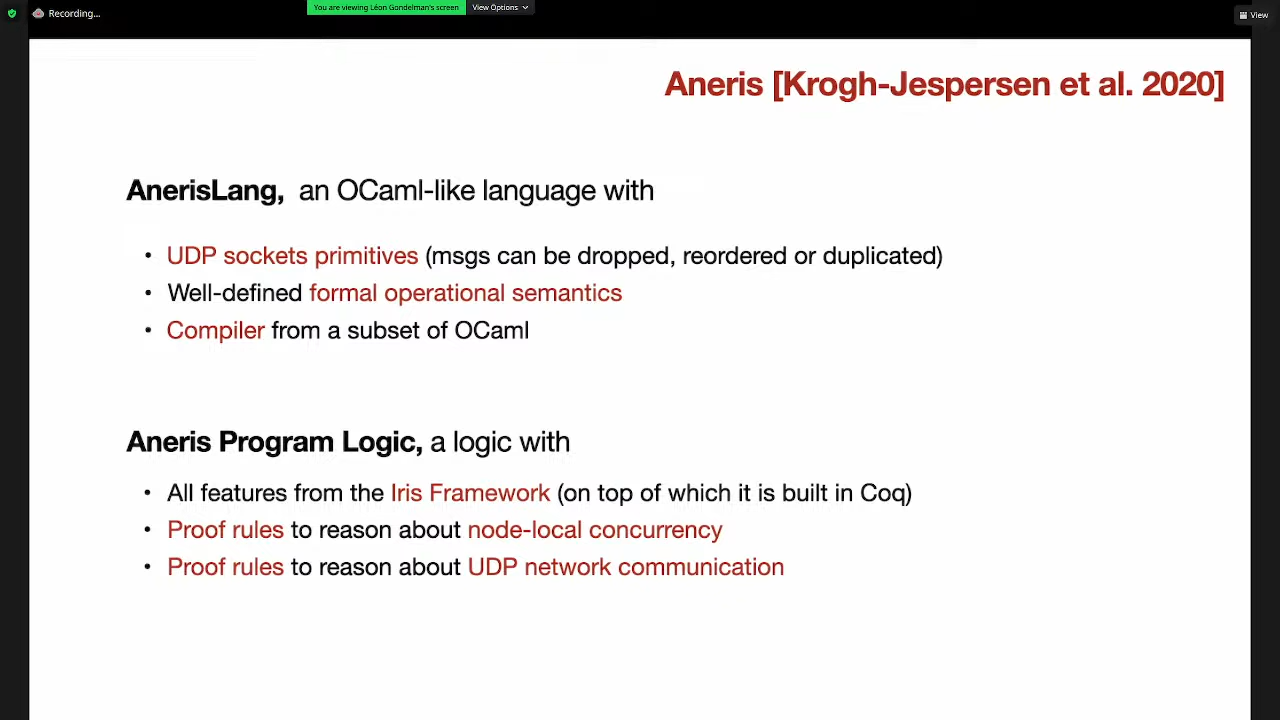 Recording...
You are viewing Léon Gondelman's screen
View Options
View
Aneris [Krogh-Jespersen et al. 2020]
AnerisLang, an OCaml-like language with
• UDP sockets primitives (msgs can be dropped, reordered or duplicated)
• Well-defined formal operational semantics
• Compiler from a subset of OCaml
Aneris Program Logic, a logic with
• All features from the Iris Framework (on top of which it is built in Coq)
• Proof rules to reason about node-local concurrency
• Proof rules to reason about UDP network communication